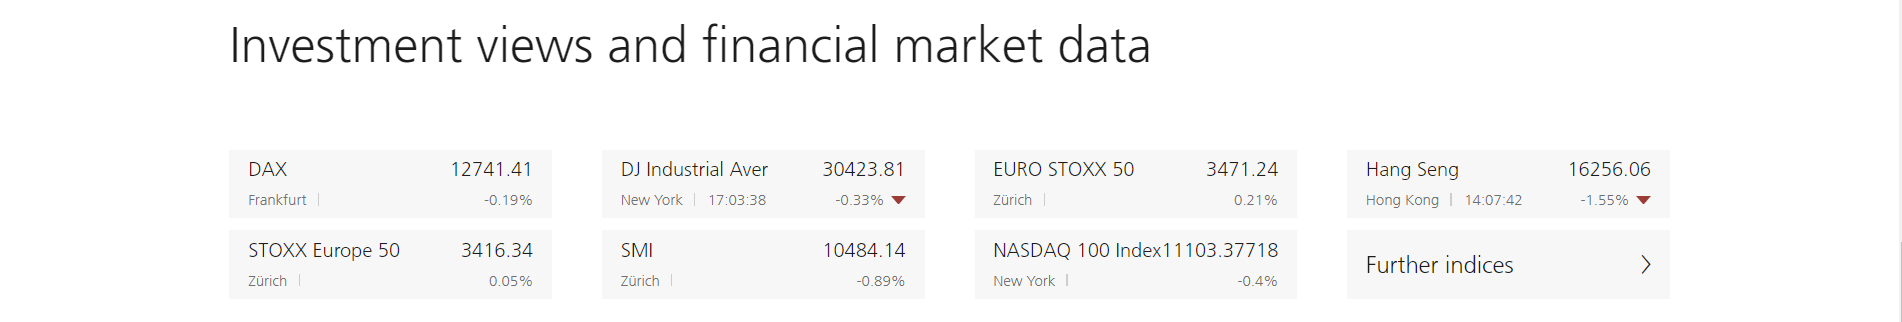 Investment views and financial market data
DAX 12741.41
Frankfurt | -0.19%
DJ Industrial Aver 30423.81
New York | 17:03:38 -0.33%
EURO STOXX 50 3471.24
Zürich | 0.21%
Hang Seng 16256.06
Hong Kong | 14:07:42 -1.55%
STOXX Europe 50 3416.34
Zürich | 0.05%
SMI 10484.14
Zürich | -0.89%
NASDAQ 100 Index11103.37718
New York | -0.4%
Further indices